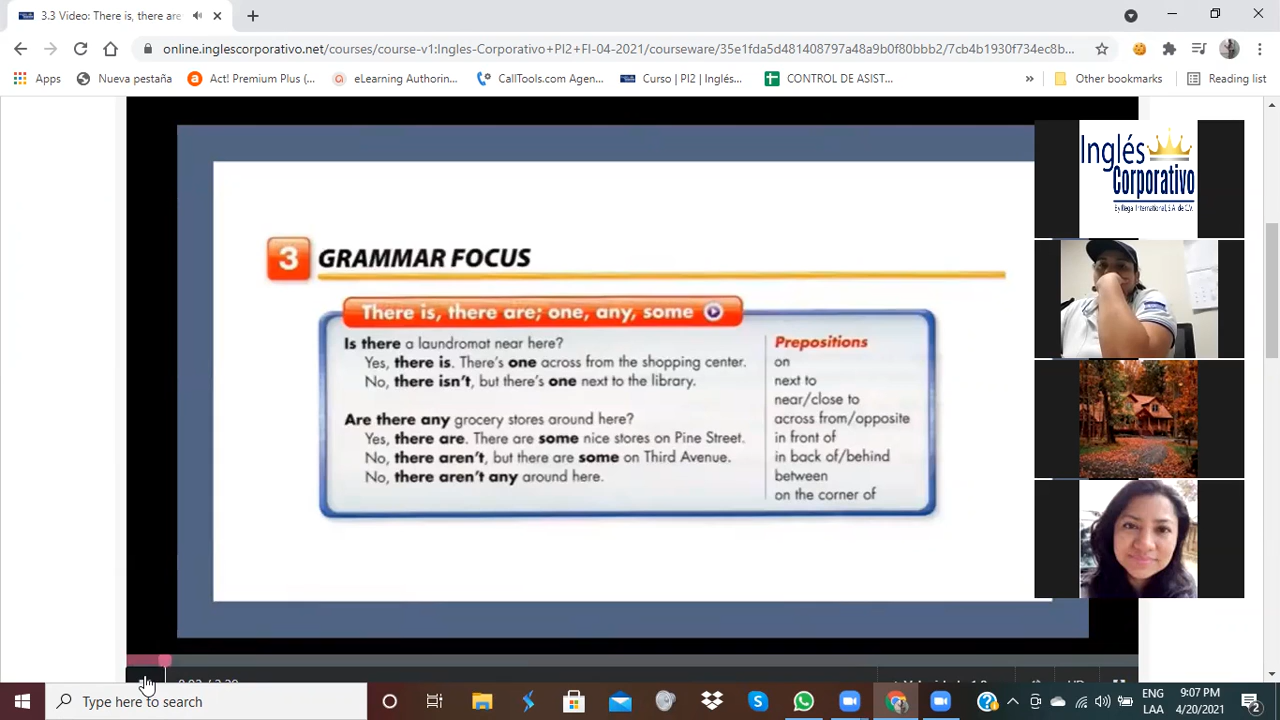 3.3 Video: There is, there are
online.inglescorporativo.net/courses/course-v1:Ingles-Corporativo+PI2+FI-04-2021/courseware/35e1fda5d481408797a48a9b0f80bbb2/7cb4b1930f734ec8b...
Apps
Nueva pestaña
Act! Premium Plus (...
eLearning Authorin...
CallTools.com Agen...
Curso | PI2 | Inglés...
CONTROL DE ASIST...
»
Other bookmarks
Reading list
Inglés
Corporativo
3 GRAMMAR FOCUS
There is, there are; one, any, some
Is there a laundromat near here?
Yes, there is. There's one across from the shopping center.
No, there isn't, but there's one next to the library.
Are there any grocery stores around here?
Yes, there are. There are some nice stores on Pine Street.
No, there aren't, but there are some on Third Avenue.
No, there aren't any around here.
Prepositions
on
next to
near/close to
across from/opposite
in front of
in back of/behind
between
on the corner of
Type here to search
ENG
LAA
9:07 PM
4/20/2021
2